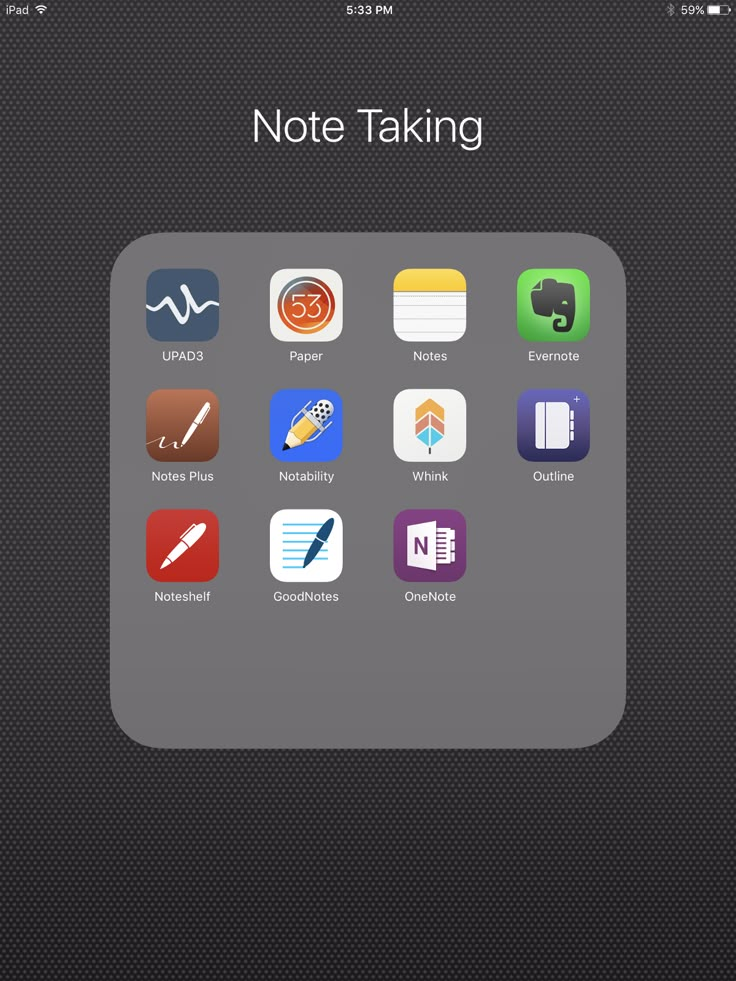 iPad 5:33 PM 59%
Note Taking
53
UPAD3 Paper Notes Evernote
Notes Plus Notability Whink Outline
N
Noteshelf GoodNotes OneNote